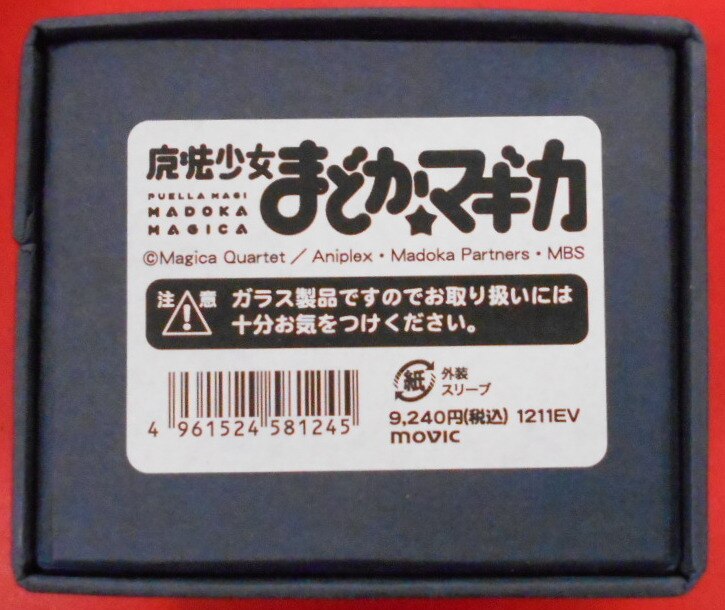 魔法少女
まどか☆マギカ
PUELLA MAGI
MADOKA
MAGICA
©Magica Quartet／Aniplex・Madoka Partners・MBS
注意
ガラス製品ですのでお取り扱いには
十分お気をつけください。
紙
外装
スリーブ
4 961524 581245
9,240円(税込) 1211EV
movic